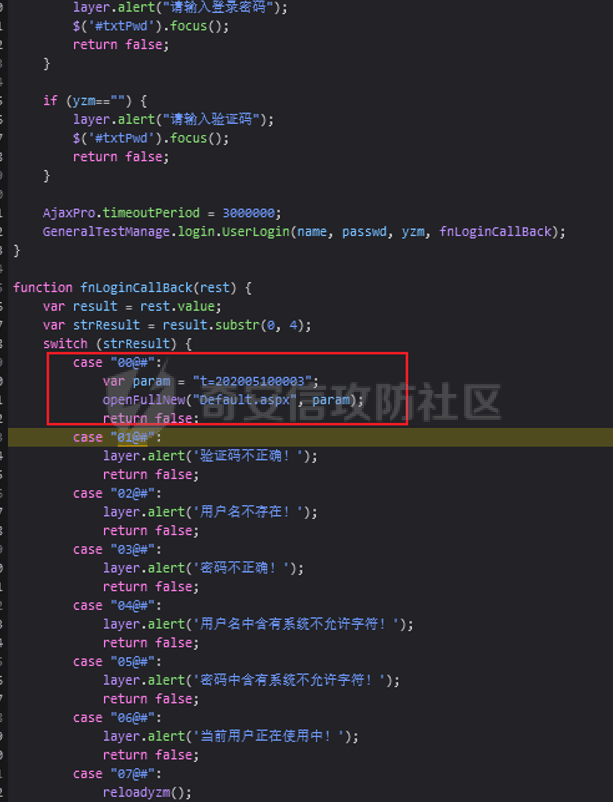 layer.alert("请输入登录密码");
$('#txtPwd').focus();
return false;
}
if (yzm=="") {
layer.alert("请输入验证码");
$('#txtPwd').focus();
return false;
}
AjaxPro.timeoutPeriod = 3000000;
GeneralTestManage.login.UserLogin(name, passwd, yzm, fnLoginCallBack);
}
function fnLoginCallBack(rest) {
var result = rest.value;
var strResult = result.substr(0, 4);
switch (strResult) {
case "00@#":
var param = "t=202005100003";
openFullNew("Default.aspx", param);
return false;
奇安信攻防社区
case "01@#":
layer.alert('验证码不正确！');
return false;
case "02@#":
layer.alert('用户名不存在！');
return false;
case "03@#":
layer.alert('密码不正确！');
return false;
case "04@#":
layer.alert('用户名中含有系统不允许字符！');
return false;
case "05@#":
layer.alert('密码中含有系统不允许字符！');
return false;
case "06@#":
layer.alert('当前用户正在使用中！');
return false;
case "07@#":
reloadyzm();